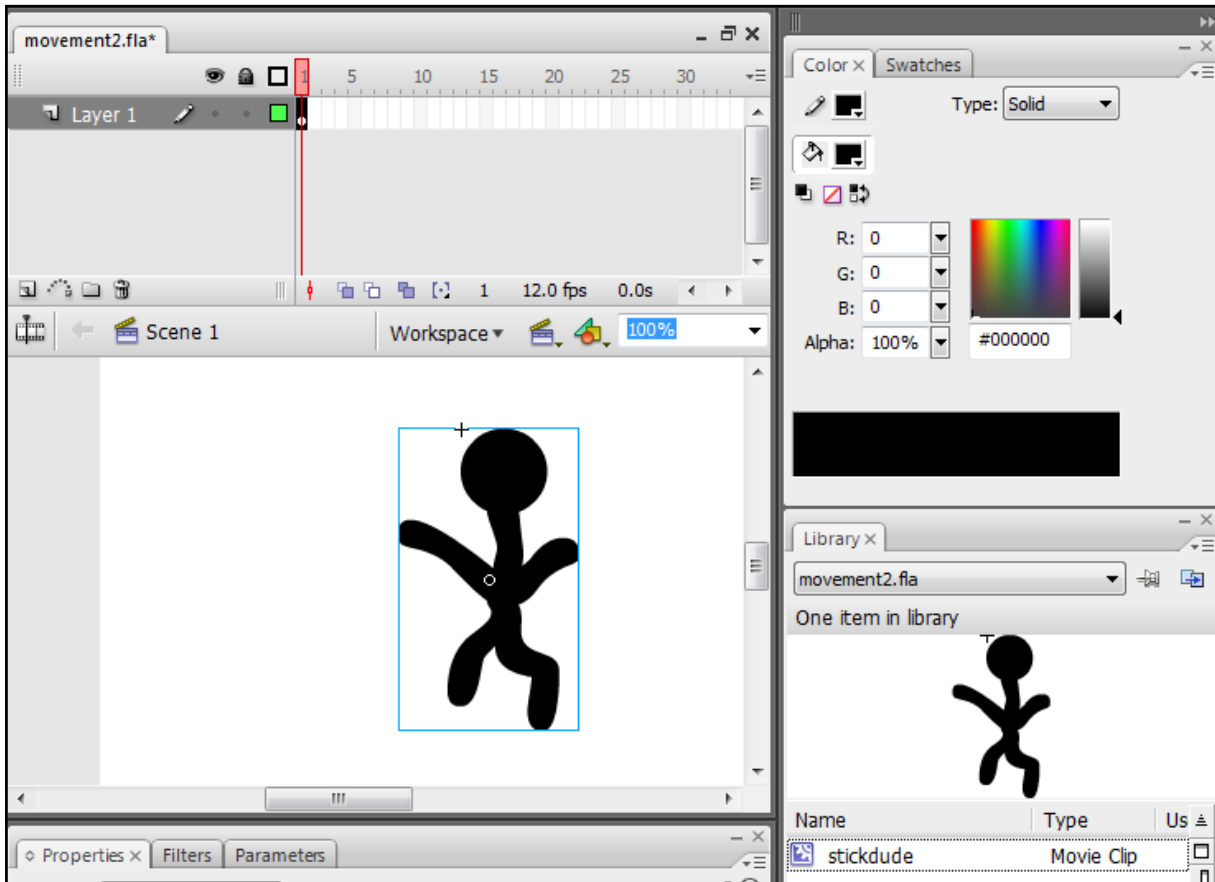 movement2.fla*
1 5 10 15 20 25 30
Layer 1
1 12.0 fps 0.0s
Scene 1 Workspace 100%
Properties Filters Parameters
Color Swatches
Type: Solid
R: 0
G: 0
B: 0
Alpha: 100% #000000
Library
movement2.fla
One item in library
Name Type Us
stickdude Movie Clip